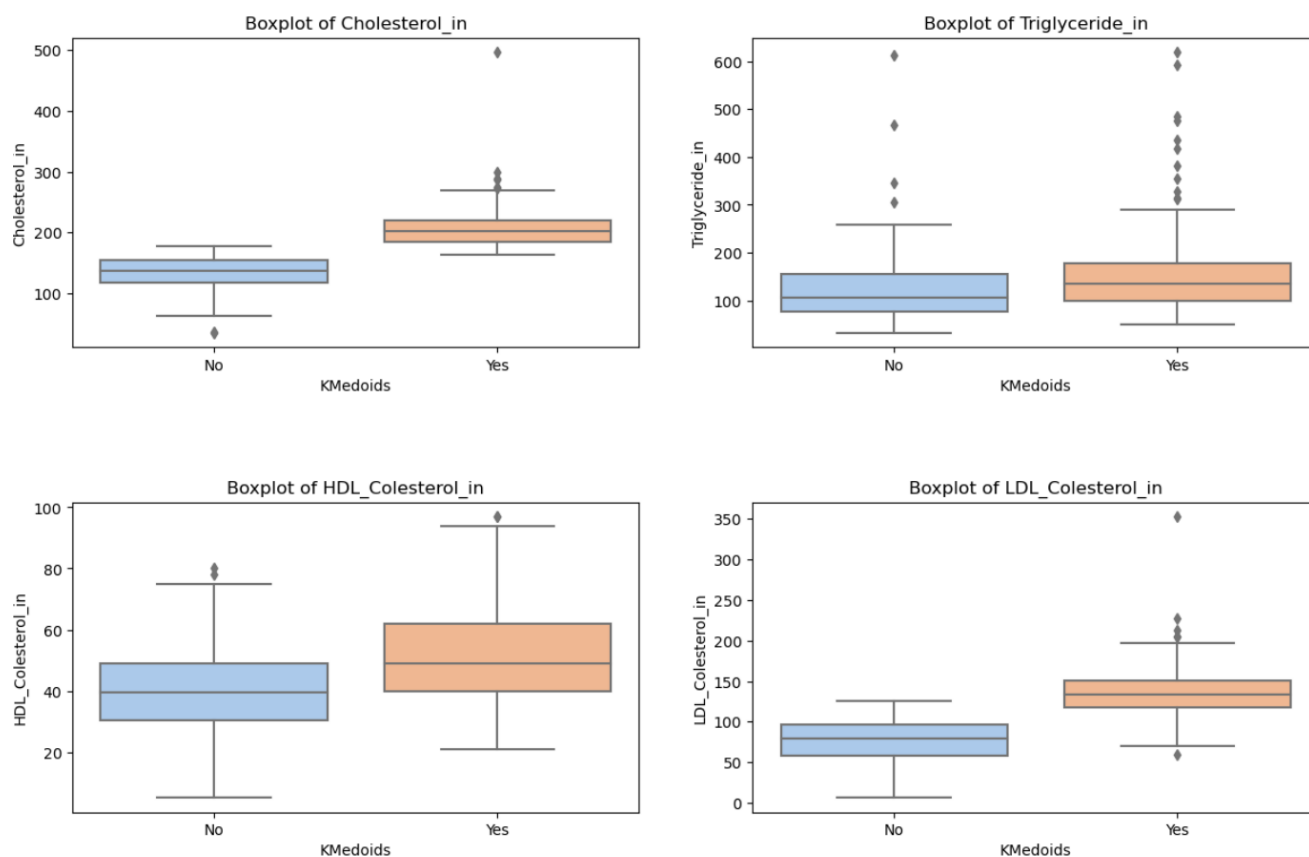 Boxplot of Cholesterol_in
Cholesterol_in
500
400
300
200
100
No
Yes
KMedoids
Boxplot of Triglyceride_in
Triglyceride_in
600
500
400
300
200
100
No
Yes
KMedoids
Boxplot of HDL_Colesterol_in
HDL_Colesterol_in
100
80
60
40
20
No
Yes
KMedoids
Boxplot of LDL_Colesterol_in
LDL_Colesterol_in
350
300
250
200
150
100
50
0
No
Yes
KMedoids